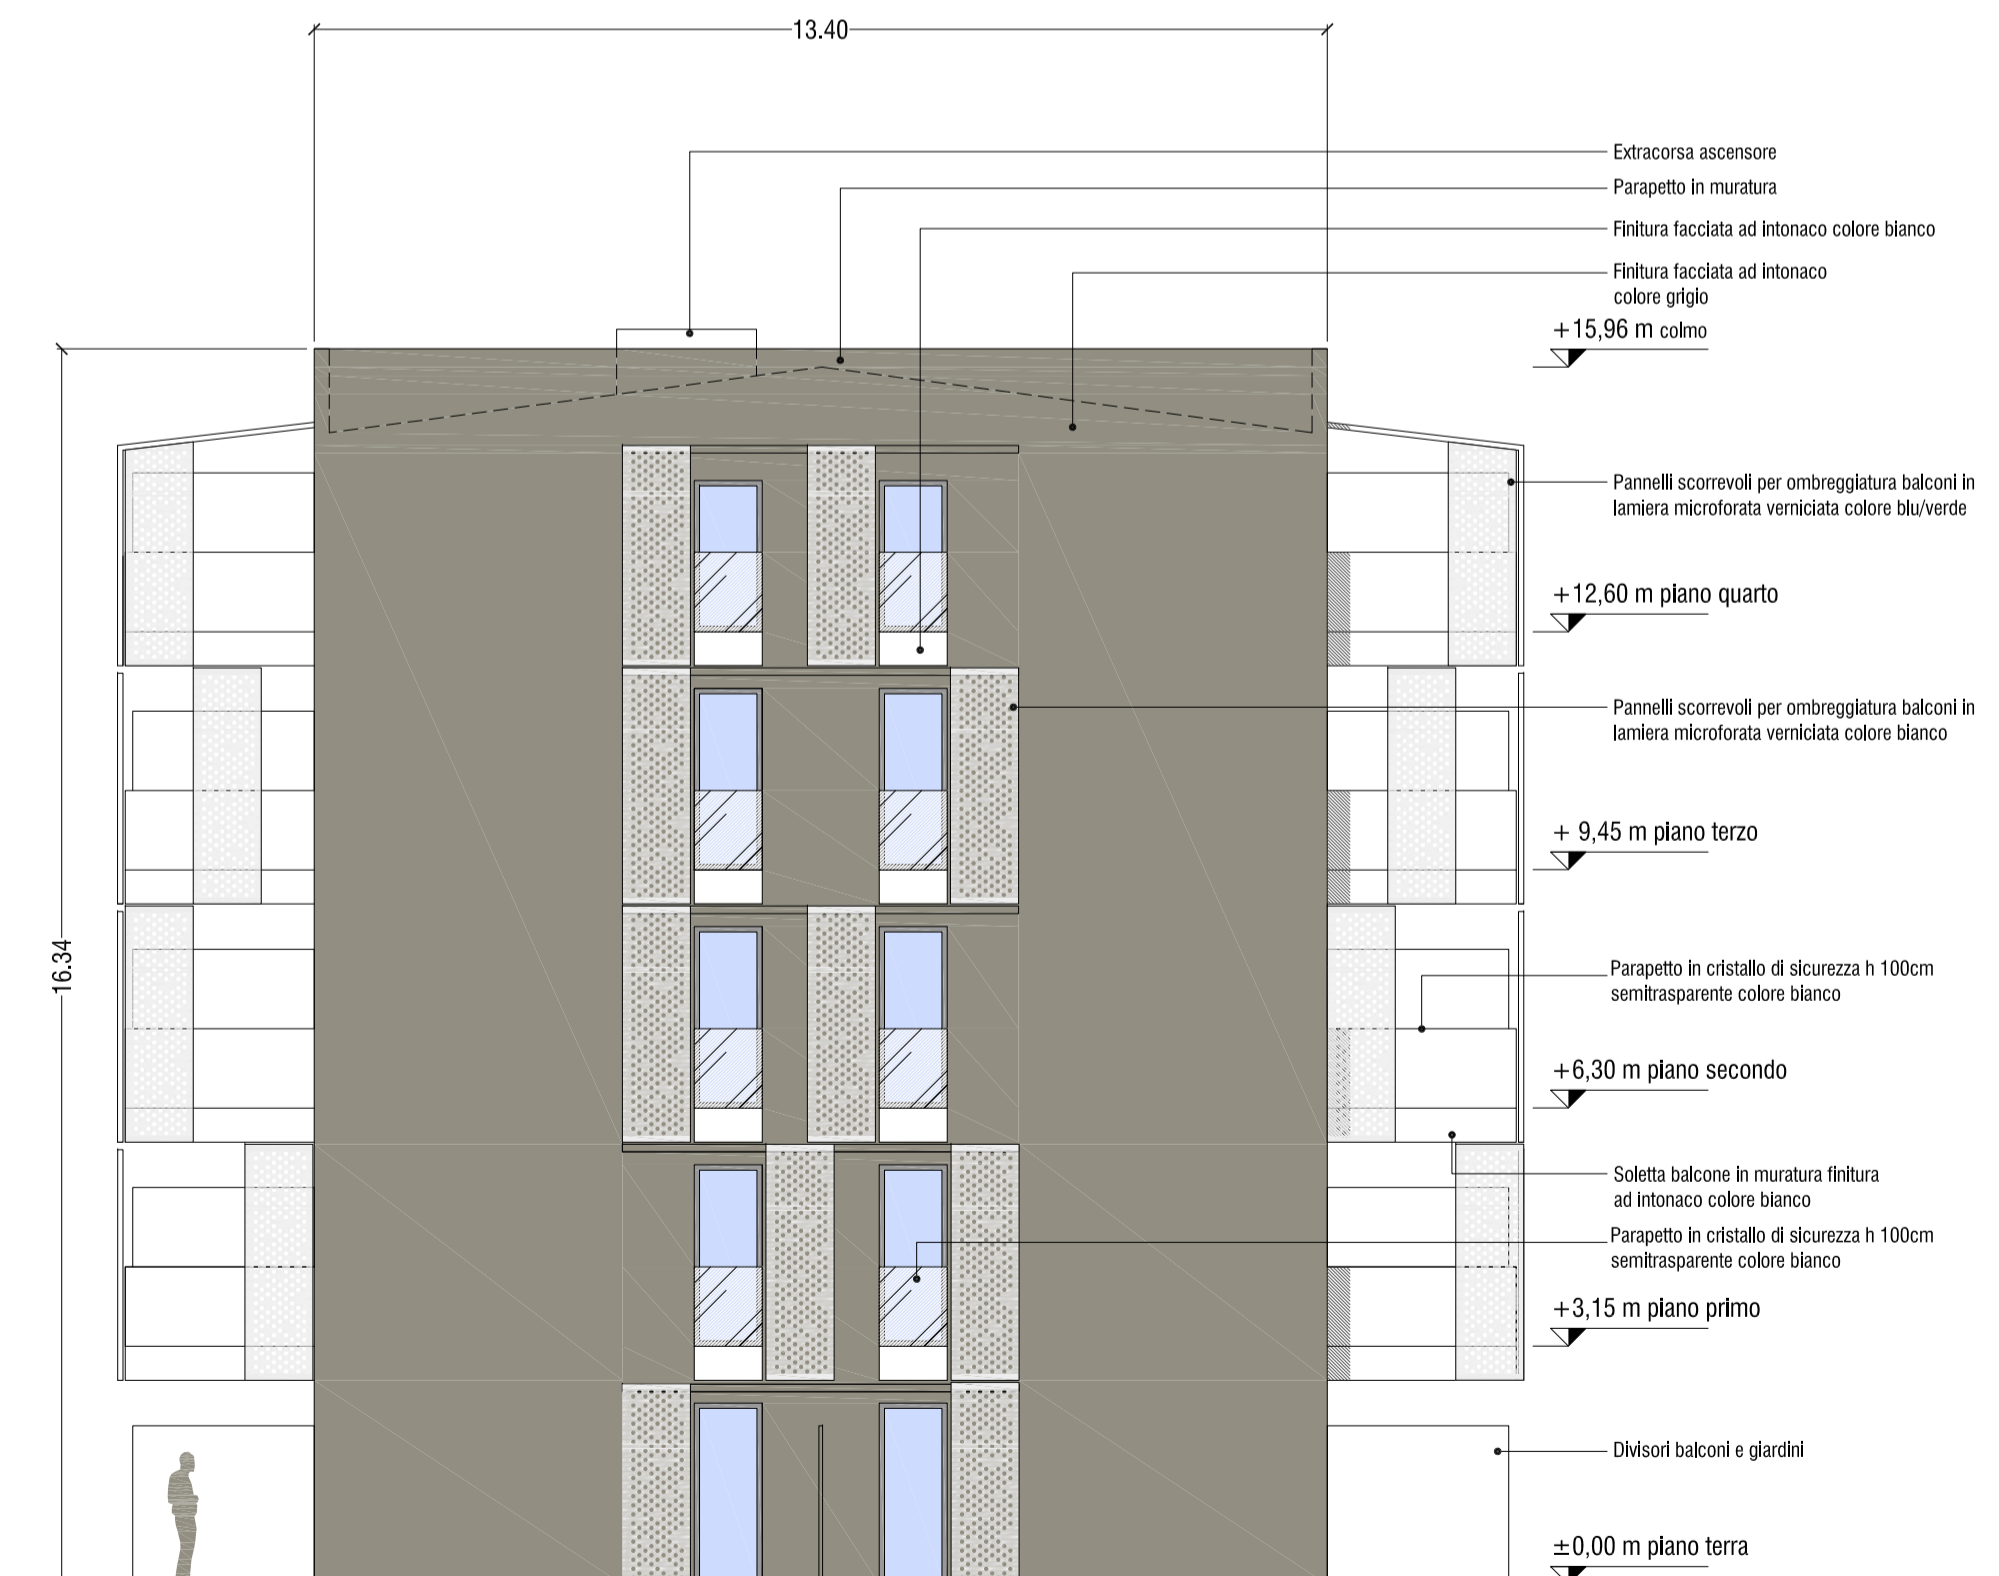 13.40
Extracorsa ascensore
Parapetto in muratura
Finitura facciata ad intonaco colore bianco
Finitura facciata ad intonaco
colore grigio
+15,96 m colmo
Pannelli scorrevoli per ombreggiatura balconi in
lamiera microforata verniciata colore blu/verde
+12,60 m piano quarto
Pannelli scorrevoli per ombreggiatura balconi in
lamiera microforata verniciata colore bianco
+ 9,45 m piano terzo
16.34
Parapetto in cristallo di sicurezza h 100cm
semitrasparente colore bianco
+6,30 m piano secondo
Soletta balcone in muratura finitura
ad intonaco colore bianco
Parapetto in cristallo di sicurezza h 100cm
semitrasparente colore bianco
+3,15 m piano primo
Divisori balconi e giardini
±0,00 m piano terra